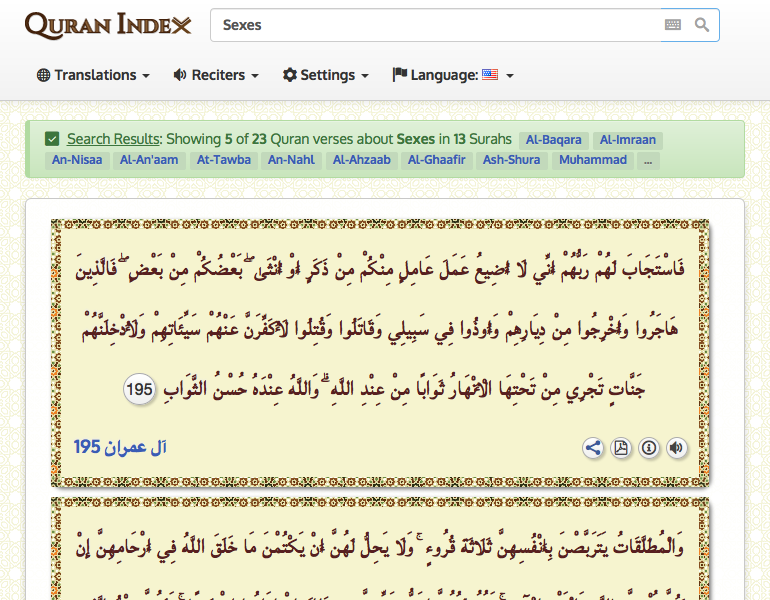 QURAN INDEX
Sexes
Translations Reciters Settings Language:
Search Results: Showing 5 of 23 Quran verses about Sexes in 13 Surahs Al-Baqara Al-Imraan
An-Nisaa Al-An'aam At-Tawba An-Nahl Al-Ahzaab Al-Ghaafir Ash-Shura Muhammad ...
فَاسْتَجَابَ لَهُمْ رَبُّهُمْ أَنِّي لَا أُضِيعُ عَمَلَ عَامِلٍ مِنْكُمْ مِنْ ذَكَرٍ أَوْ أُنْثَىٰ ۖ بَعْضُكُمْ مِنْ بَعْضٍ ۖ فَالَّذِينَ
هَاجَرُوا وَأُخْرِجُوا مِنْ دِيَارِهِمْ وَأُوذُوا فِي سَبِيلِي وَقَاتَلُوا وَقُتِلُوا لَأُكَفِّرَنَّ عَنْهُمْ سَيِّئَاتِهِمْ وَلَأُدْخِلَنَّهُمْ
جَنَّاتٍ تَجْرِي مِنْ تَحْتِهَا الْأَنْهَارُ ثَوَابًا مِنْ عِنْدِ اللَّهِ ۗ وَاللَّهُ عِنْدَهُ حُسْنُ الثَّوَابِ 195
آل عمران 195
وَالْمُطَلَّقَاتُ يَتَرَبَّصْنَ بِأَنْفُسِهِنَّ ثَلَاثَةَ قُرُوءٍ ۚ وَلَا يَحِلُّ لَهُنَّ أَنْ يَكْتُمْنَ مَا خَلَقَ اللَّهُ فِي أَرْحَامِهِنَّ إِنْ